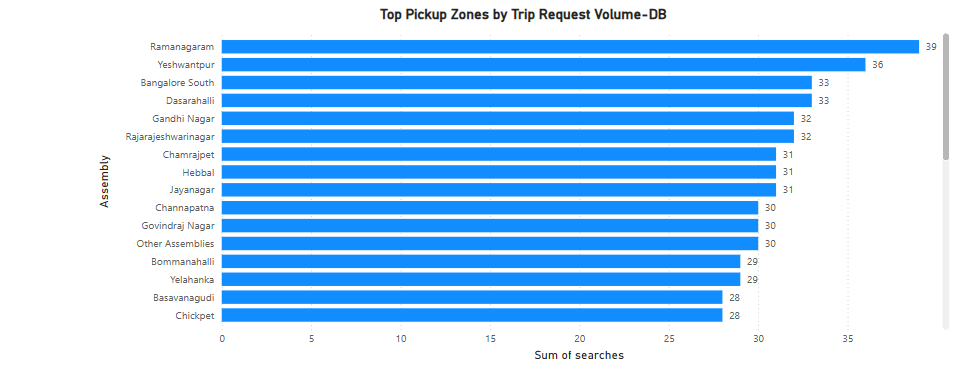 Top Pickup Zones by Trip Request Volume-DB
Assembly
Ramanagaram 39
Yeshwantpur 36
Bangalore South 33
Dasarahalli 33
Gandhi Nagar 32
Rajarajeshwarinagar 32
Chamrajpet 31
Hebbal 31
Jayanagar 31
Channapatna 30
Govindraj Nagar 30
Other Assemblies 30
Bommanahalli 29
Yelahanka 29
Basavanagudi 28
Chickpet 28
0 5 10 15 20 25 30 35
Sum of searches